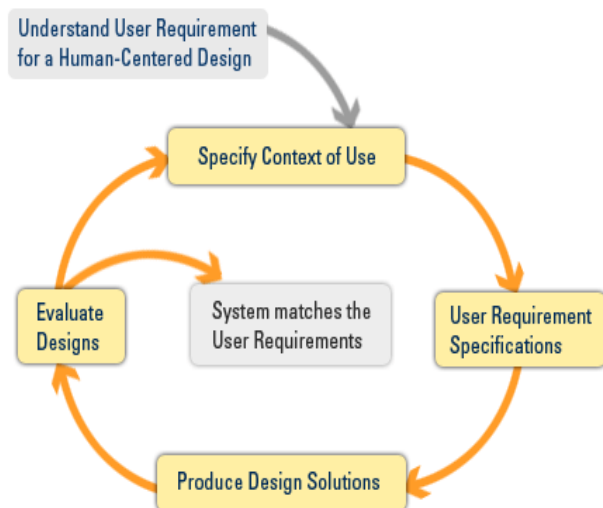 Understand User Requirement
for a Human-Centered Design
Specify Context of Use
Evaluate
Designs
System matches the
User Requirements
User Requirement
Specifications
Produce Design Solutions